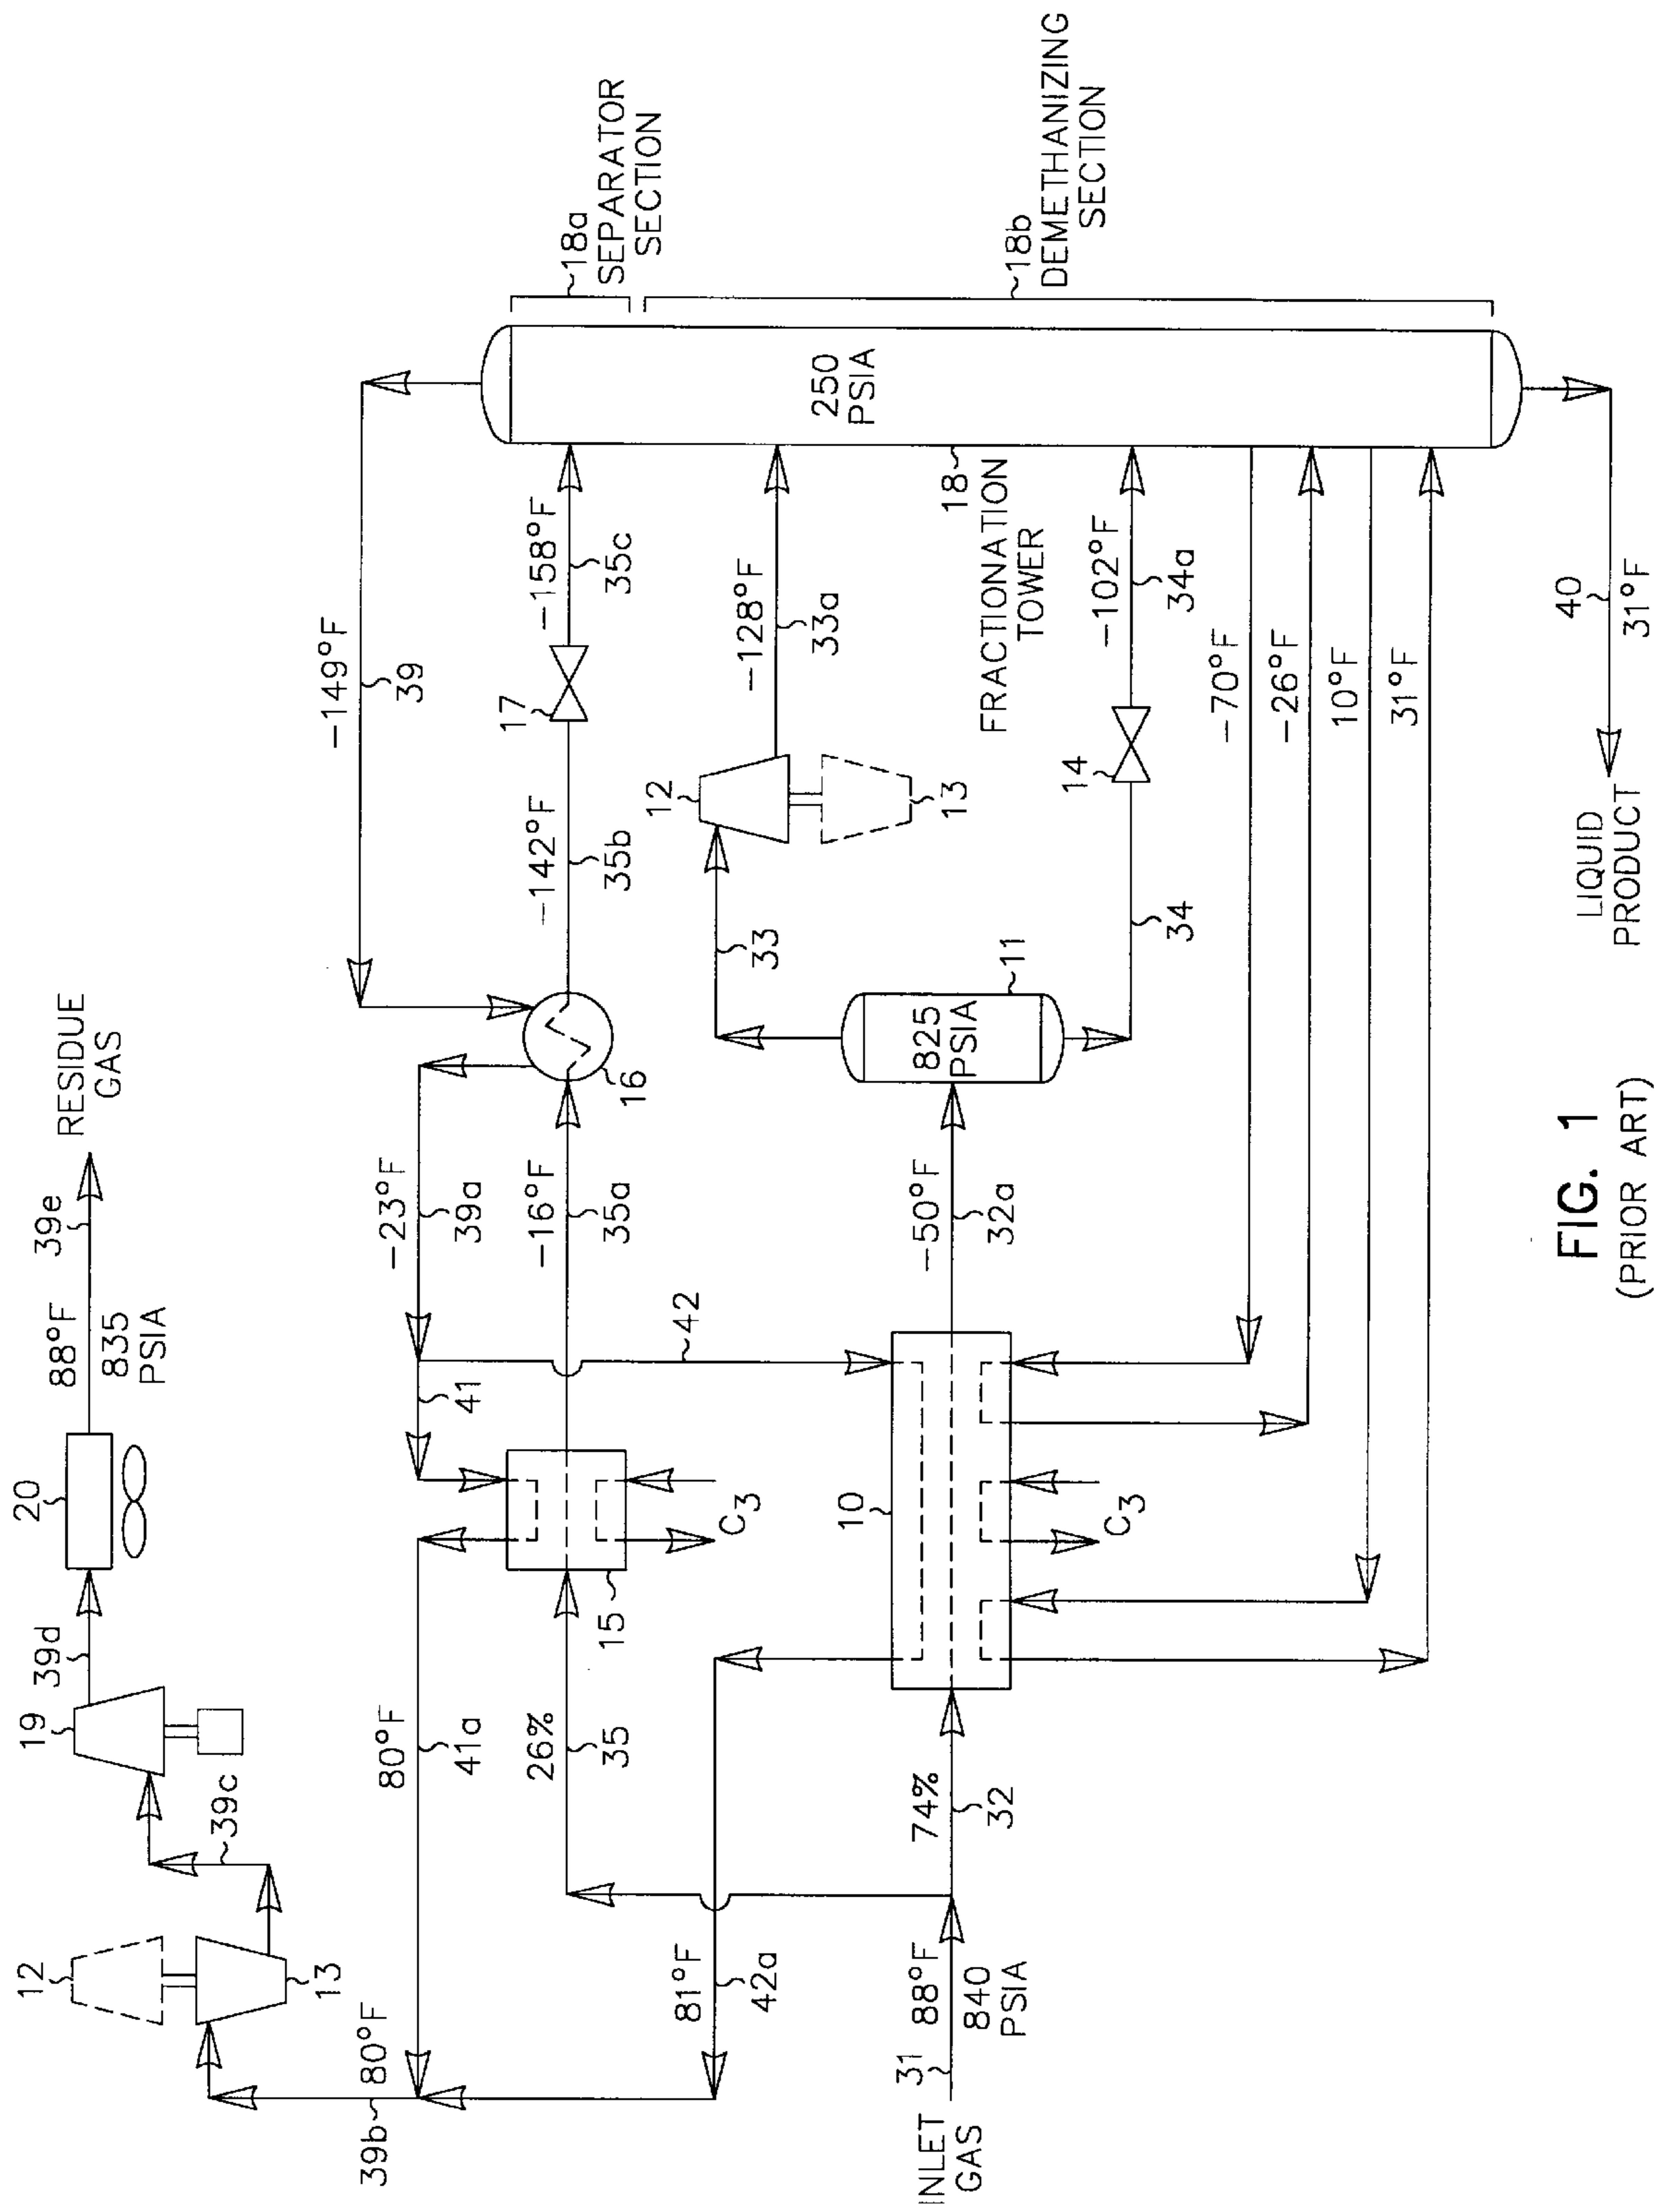 12
19
20
39d
88°F
39e
RESIDUE
GAS
835
PSIA
39c
13
80°F
39b
-149°F
39
80°F
41a
41
-23°F
39a
26%
35
15
-16°F
35a
16
-142°F
35b
17
-158°F
35c
18a
SEPARATOR
SECTION
C3
42
81°F
42a
12
13
33
-128°F
33a
250
PSIA
INLET
GAS
31
88°F
840
PSIA
74%
32
10
-50°F
32a
825
PSIA
11
18
FRACTIONATION
TOWER
18b
DEMETHANIZING
SECTION
C3
34
14
-102°F
34a
-70°F
-26°F
10°F
31°F
FIG. 1
(PRIOR ART)
LIQUID
PRODUCT
40
31°F